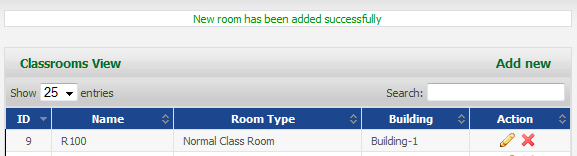 New room has been added successfully
Classrooms View Add new
Show 25 entries Search:
ID Name Room Type Building Action
9 R100 Normal Class Room Building-1